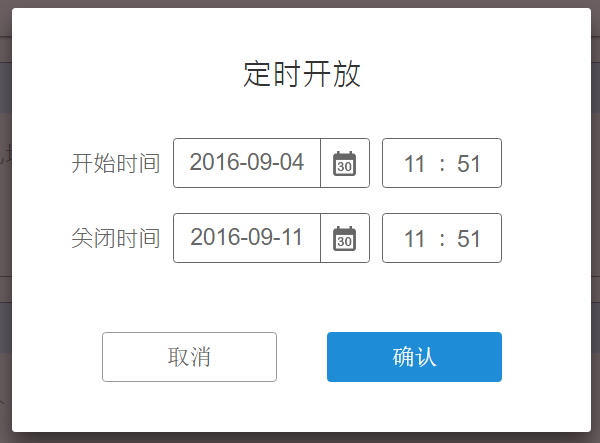 定时开放
开始时间 2016-09-04 30 11 : 51
关闭时间 2016-09-11 30 11 : 51
取消 确认